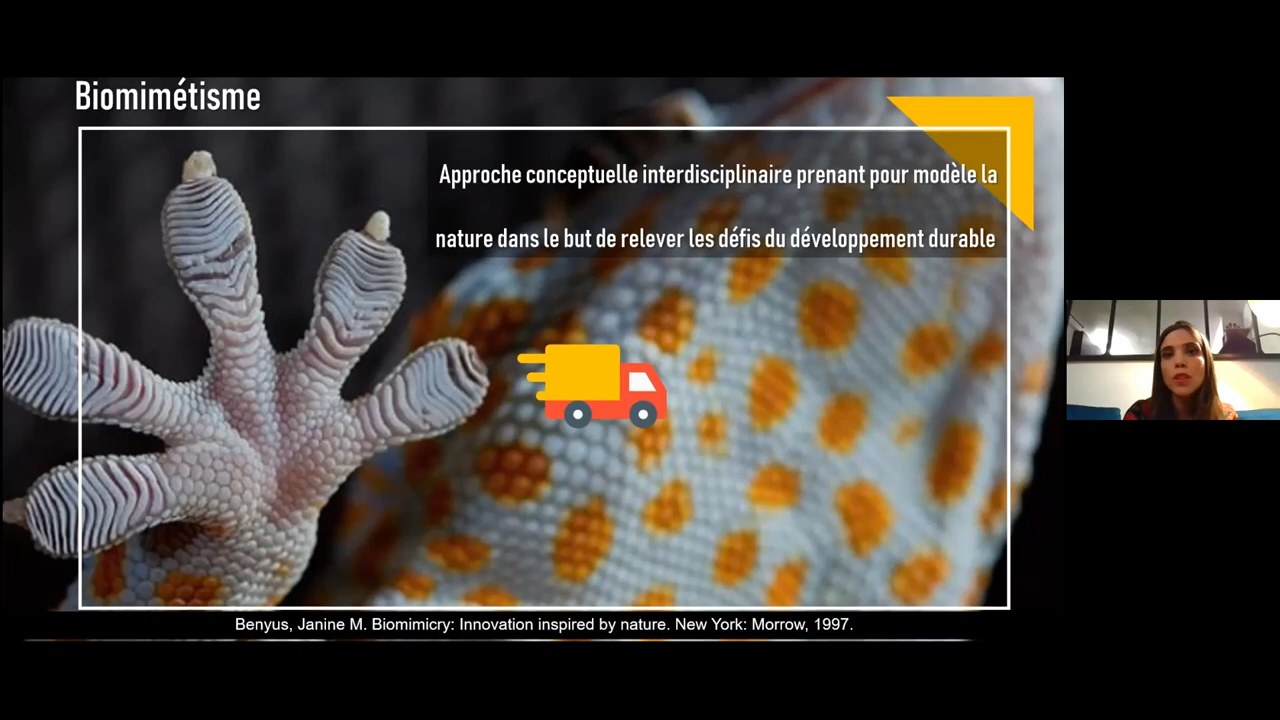 Biomimétisme
Approche conceptuelle interdisciplinaire prenant pour modèle la
nature dans le but de relever les défis du développement durable
Benyus, Janine M. Biomimicry: Innovation inspired by nature. New York: Morrow, 1997.